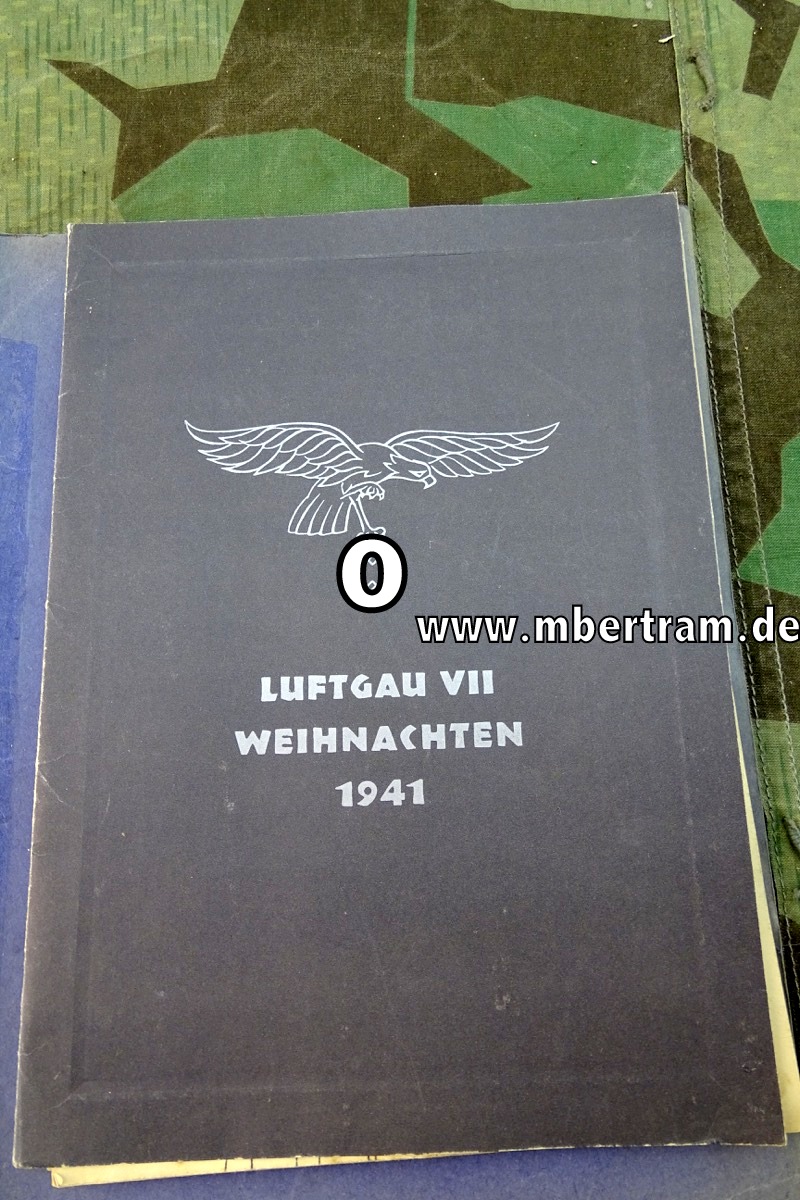 0
www.mbertram.de
LUFTGAU VII
WEIHNACHTEN
1941